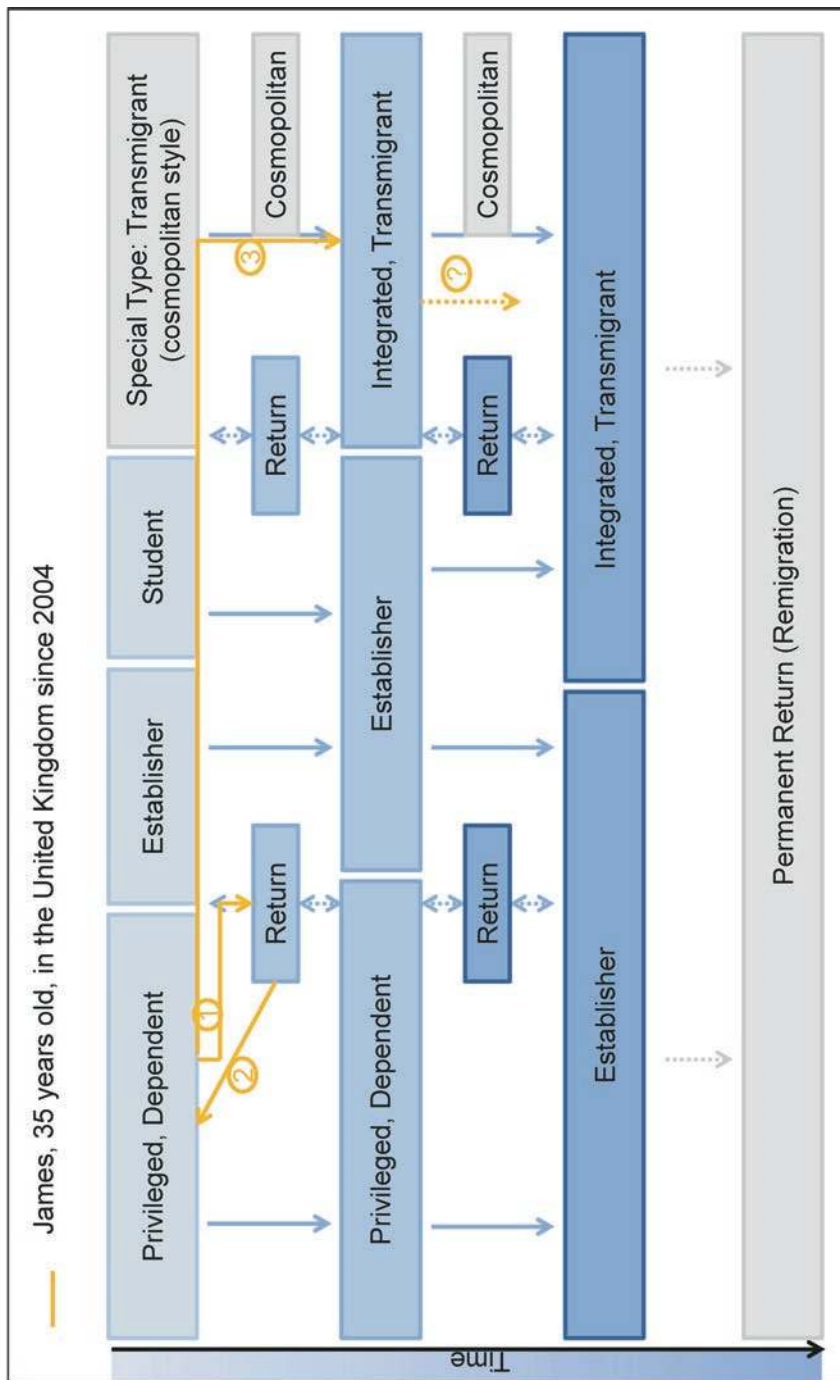 James, 35 years old, in the United Kingdom since 2004
Privileged, Dependent
Establisher
Student
Special Type: Transmigrant
(cosmopolitan style)
1
2
3
Return
Return
Cosmopolitan
Privileged, Dependent
Establisher
Integrated, Transmigrant
?
Return
Return
Cosmopolitan
Establisher
Integrated, Transmigrant
Permanent Return (Remigration)
Time